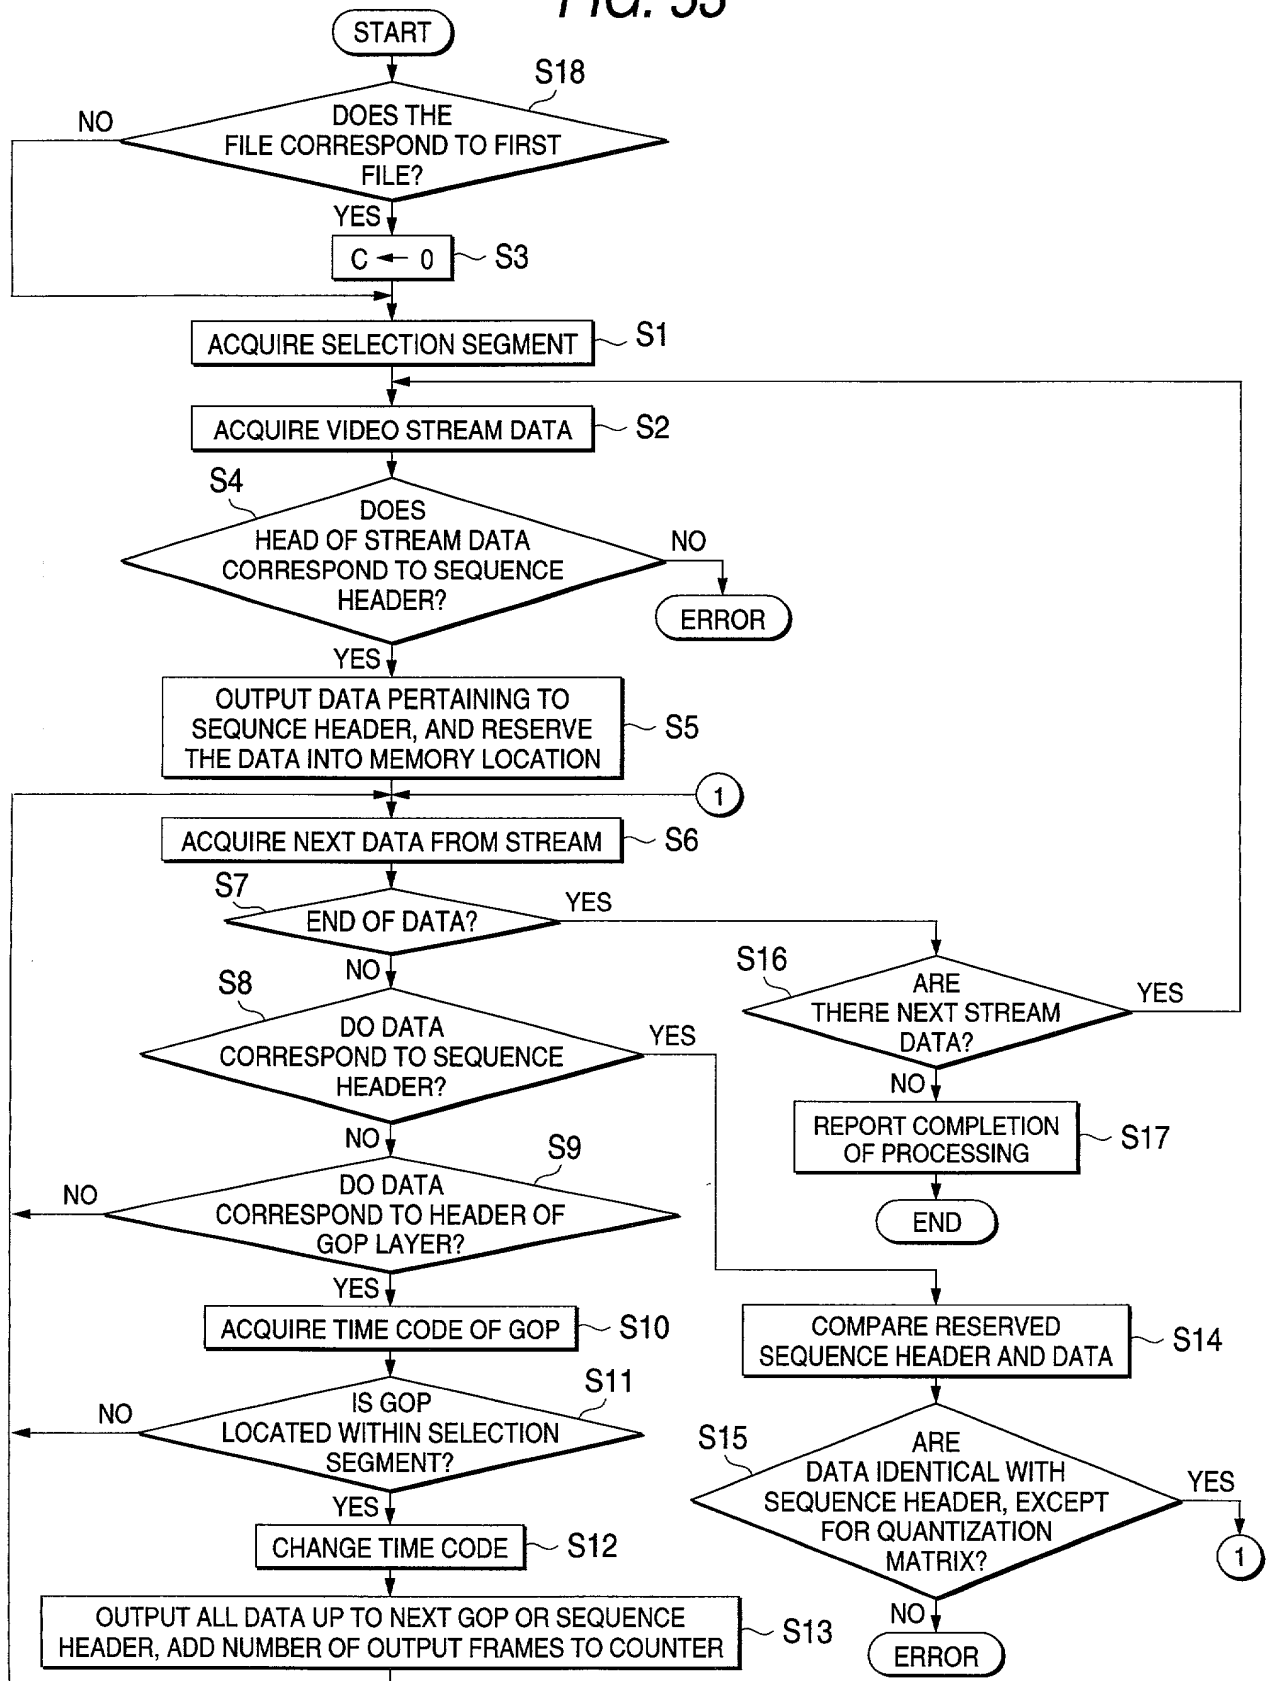 FIG. 53
START
S18
DOES THE
FILE CORRESPOND TO FIRST
FILE?
NO
YES
C ← 0
S3
ACQUIRE SELECTION SEGMENT
S1
ACQUIRE VIDEO STREAM DATA
S2
S4
DOES
HEAD OF STREAM DATA
CORRESPOND TO SEQUENCE
HEADER?
NO
ERROR
YES
OUTPUT DATA PERTAINING TO
SEQUNCE HEADER, AND RESERVE
THE DATA INTO MEMORY LOCATION
S5
1
ACQUIRE NEXT DATA FROM STREAM
S6
S7
END OF DATA?
YES
NO
S16
ARE
THERE NEXT STREAM
DATA?
YES
NO
REPORT COMPLETION
OF PROCESSING
S17
END
S8
DO DATA
CORRESPOND TO SEQUENCE
HEADER?
YES
NO
S9
DO DATA
CORRESPOND TO HEADER OF
GOP LAYER?
NO
YES
ACQUIRE TIME CODE OF GOP
S10
S11
IS GOP
LOCATED WITHIN SELECTION
SEGMENT?
NO
YES
CHANGE TIME CODE
S12
OUTPUT ALL DATA UP TO NEXT GOP OR SEQUENCE
HEADER, ADD NUMBER OF OUTPUT FRAMES TO COUNTER
S13
COMPARE RESERVED
SEQUENCE HEADER AND DATA
S14
S15
ARE
DATA IDENTICAL WITH
SEQUENCE HEADER, EXCEPT
FOR QUANTIZATION
MATRIX?
YES
1
NO
ERROR